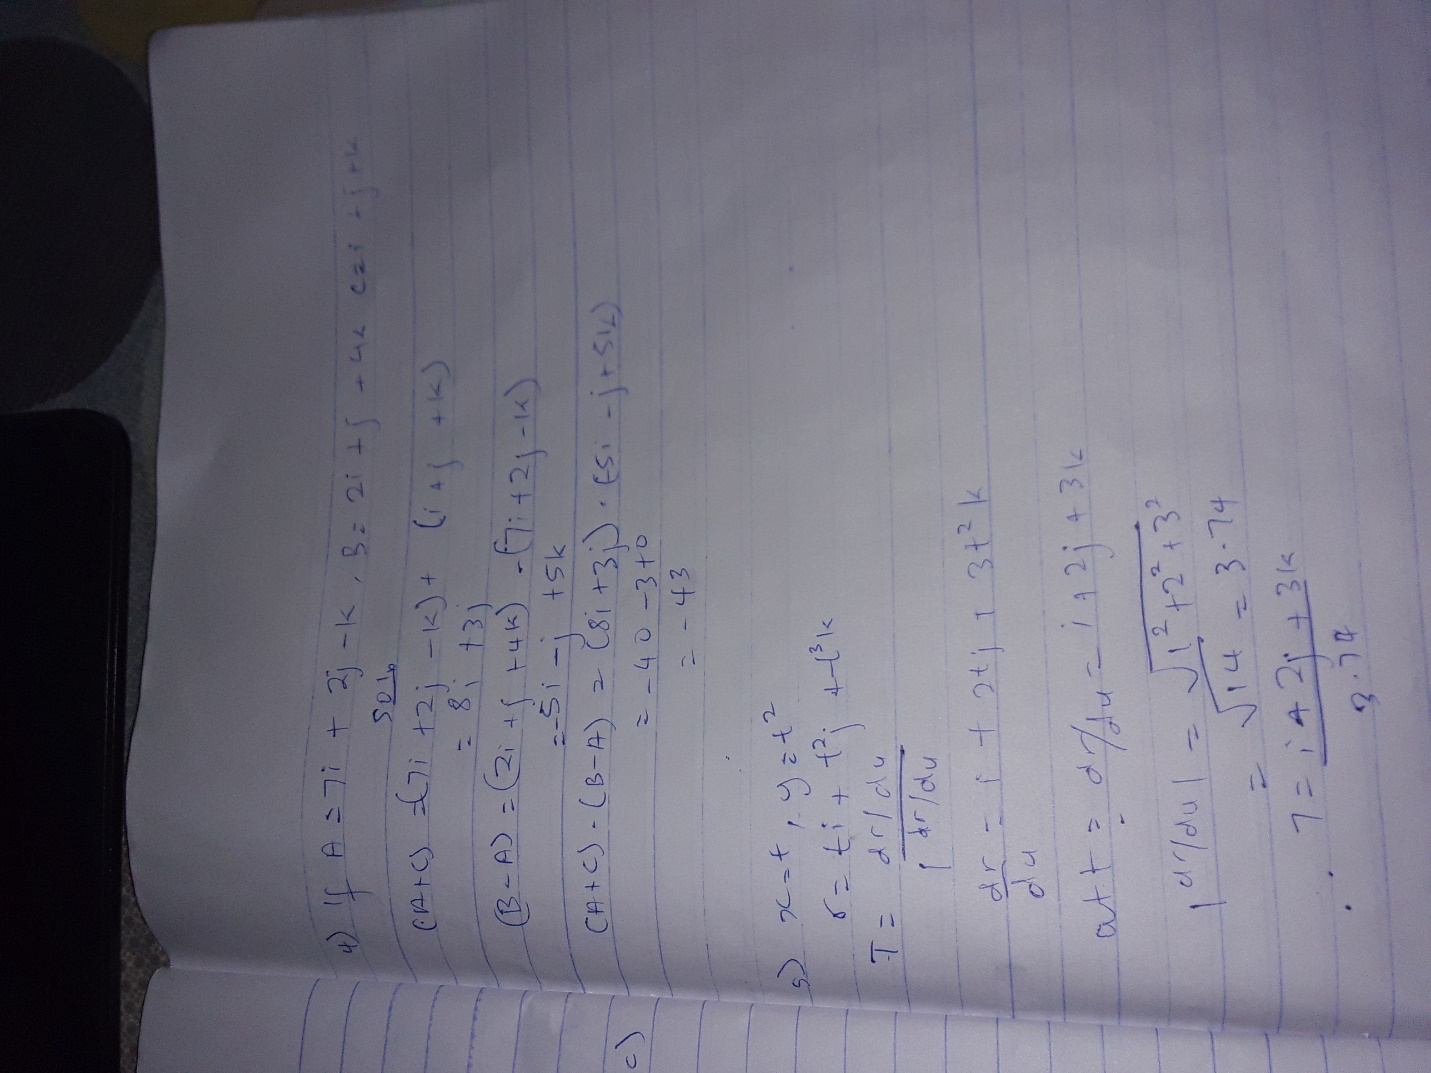 4) If A = 7i + 2j - k, B = 2i + j + 4k C = i + j + k
Soln
(A+C) = (7i + 2j - k) + (i + j + k)
= 8i + 3j
(B-A) = (2i + j + 4k) - (7i + 2j - k)
= -5i - j + 5k
(A+C) . (B-A) = (8i + 3j) . (-5i - j + 5k)
= -40 - 3 + 0
= -43
c)
5) x = t, y = t²
r = ti + t²j + t³k
T = dr/du
|dr/du
dr/du = i + 2tj + 3t²k
at t = dr/du = i + 2j + 3k
|dr/du| = √1² + 2² + 3²
= √14 = 3.74
∴ T = i + 2j + 3k
3.74